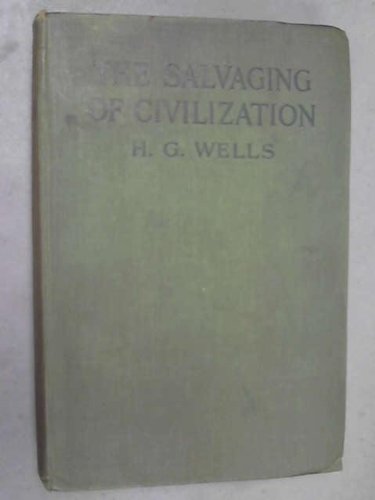 THE SALVAGING
OF CIVILIZATION
H. G. WELLS